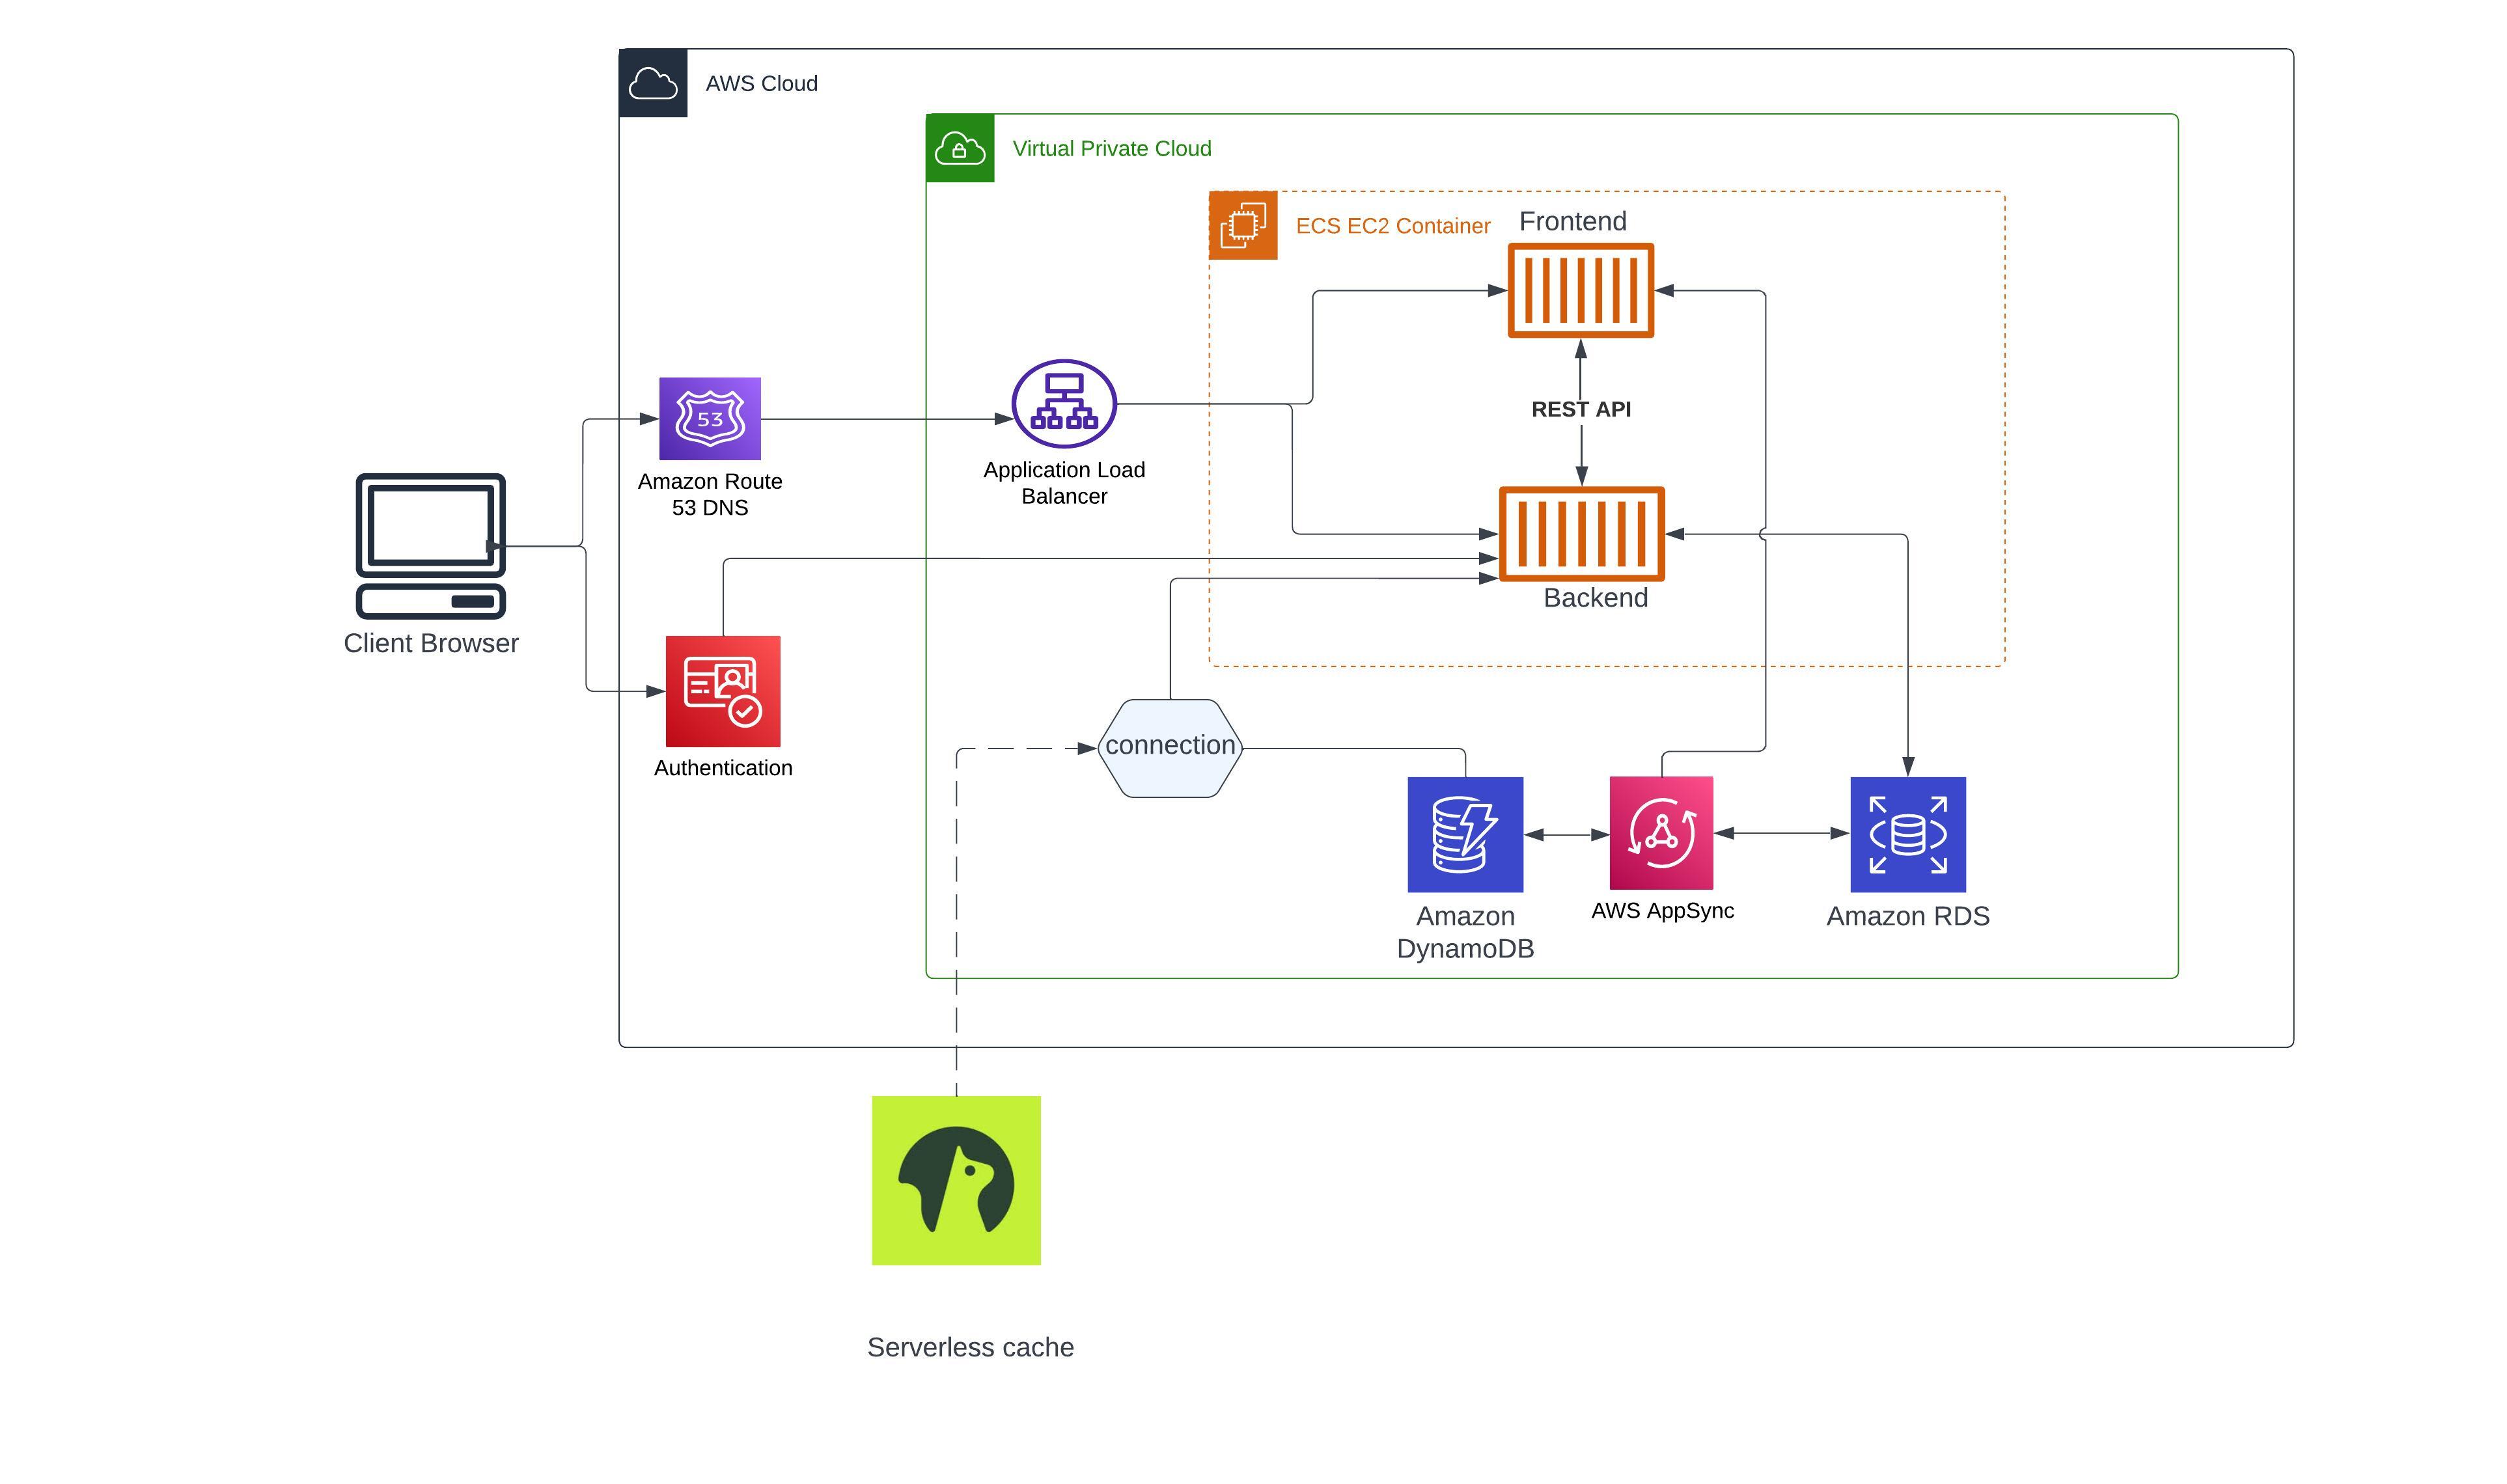 AWS Cloud
Virtual Private Cloud
ECS EC2 Container
Frontend
REST API
53
Amazon Route
53 DNS
Application Load
Balancer
Backend
Client Browser
Authentication
connection
Amazon
DynamoDB
AWS AppSync
Amazon RDS
Serverless cache